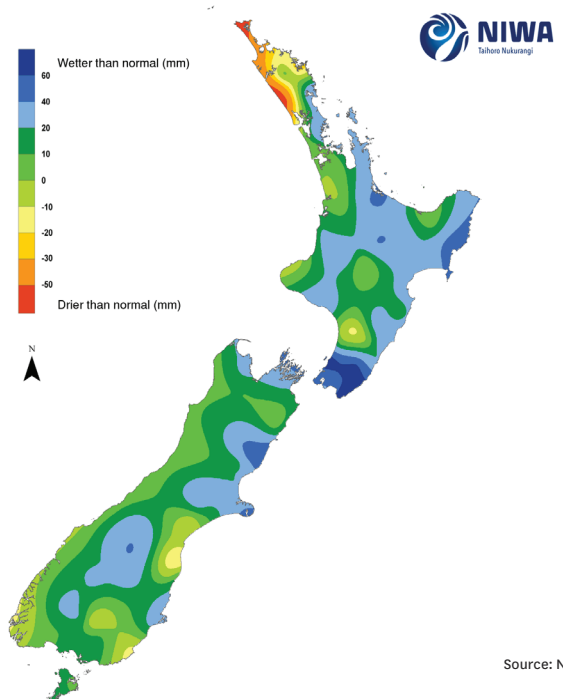 NIWA
Taihoro Nukurangi
Wetter than normal (mm)
60
40
20
10
0
-10
-20
-30
-50
Drier than normal (mm)
N
Source: N